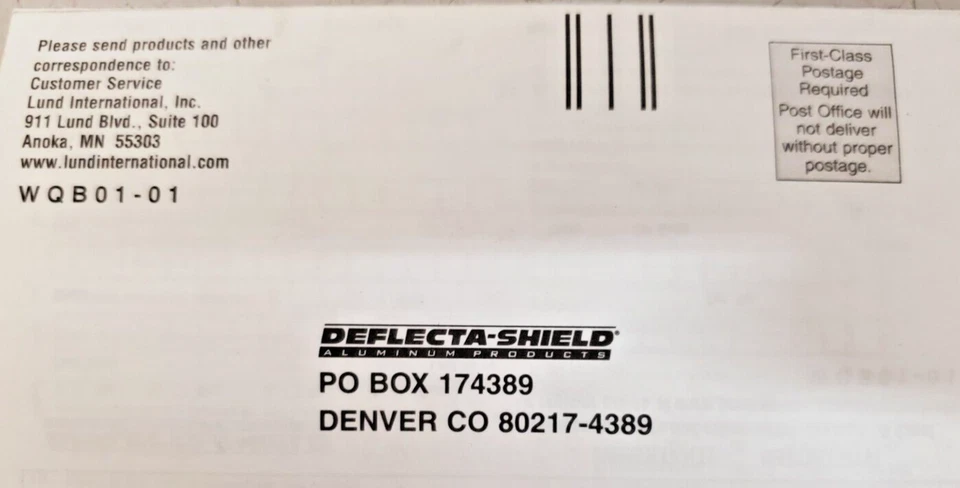 Please send products and other
correspondence to:
Customer Service
Lund International, Inc.
911 Lund Blvd., Suite 100
Anoka, MN 55303
www.lundinternational.com
WQB01-01
First-Class
Postage
Required
Post Office will
not deliver
without proper
postage.
DEFLECTA-SHIELD®
ALUMINUM PRODUCTS
PO BOX 174389
DENVER CO 80217-4389